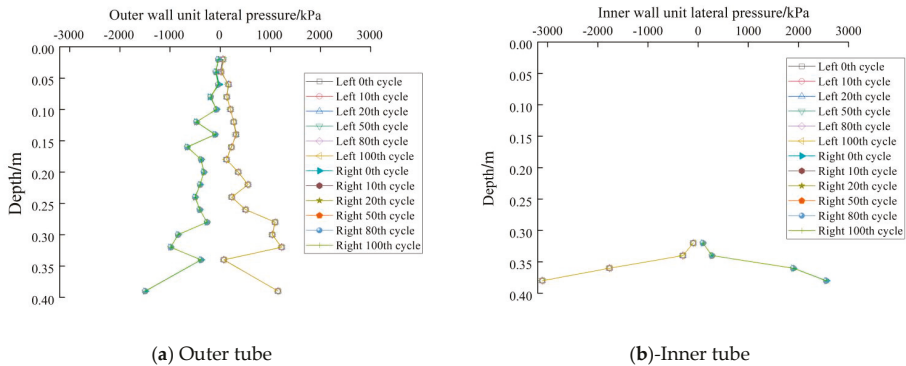 Outer wall unit lateral pressure/kPa
-3000 -2000 -1000 0 1000 2000 3000
0.00
0.05
0.10
0.15
0.20
0.25
0.30
0.35
0.40
Depth/m
Left 0th cycle
Left 10th cycle
Left 20th cycle
Left 50th cycle
Left 80th cycle
Left 100th cycle
Right 0th cycle
Right 10th cycle
Right 20th cycle
Right 50th cycle
Right 80th cycle
Right 100th cycle
(a) Outer tube
Inner wall unit lateral pressure/kPa
-3000 -2000 -1000 0 1000 2000 3000
0.00
0.05
0.10
0.15
0.20
0.25
0.30
0.35
0.40
Depth/m
Left 0th cycle
Left 10th cycle
Left 20th cycle
Left 50th cycle
Left 80th cycle
Left 100th cycle
Right 0th cycle
Right 10th cycle
Right 20th cycle
Right 50th cycle
Right 80th cycle
Right 100th cycle
(b)-Inner tube